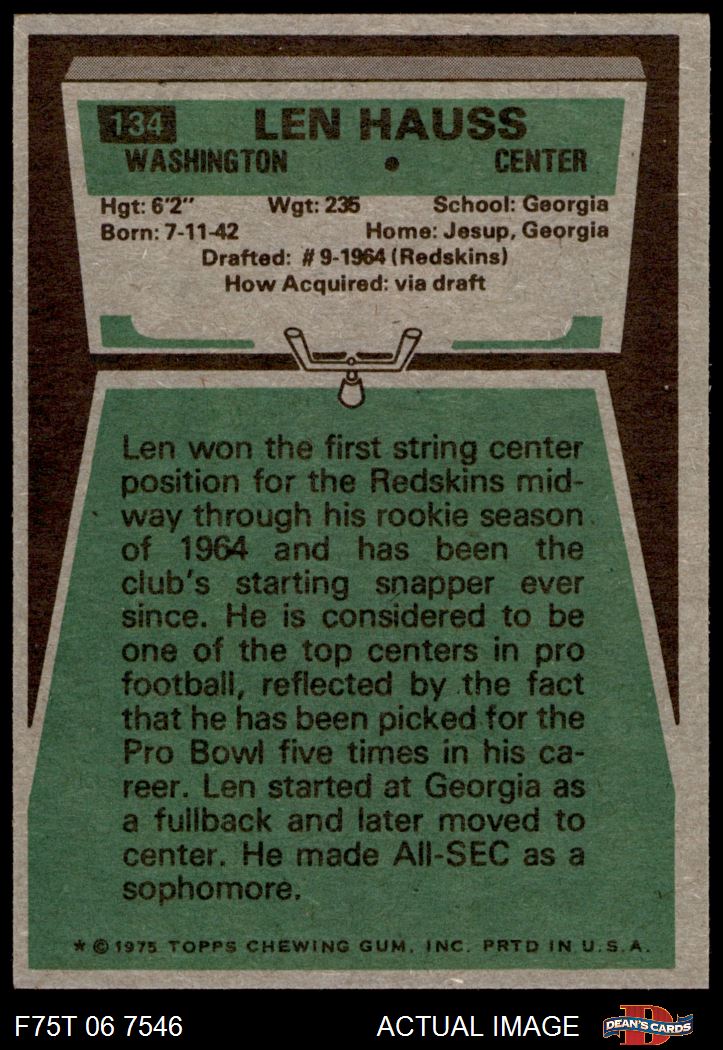 134 LEN HAUSS
WASHINGTON • CENTER
Hgt: 6'2" Wgt: 235 School: Georgia
Born: 7-11-42 Home: Jesup, Georgia
Drafted: #9-1964 (Redskins)
How Acquired: via draft
Len won the first string center
position for the Redskins mid-
way through his rookie season
of 1964 and has been the
club's starting snapper ever
since. He is considered to be
one of the top centers in pro
football, reflected by the fact
that he has been picked for the
Pro Bowl five times in his ca-
reer. Len started at Georgia as
a fullback and later moved to
center. He made All-SEC as a
sophomore.
* © 1975 TOPPS CHEWING GUM, INC. PRTD IN U.S.A.
F75T 06 7546 ACTUAL IMAGE D DEAN'S CARDS